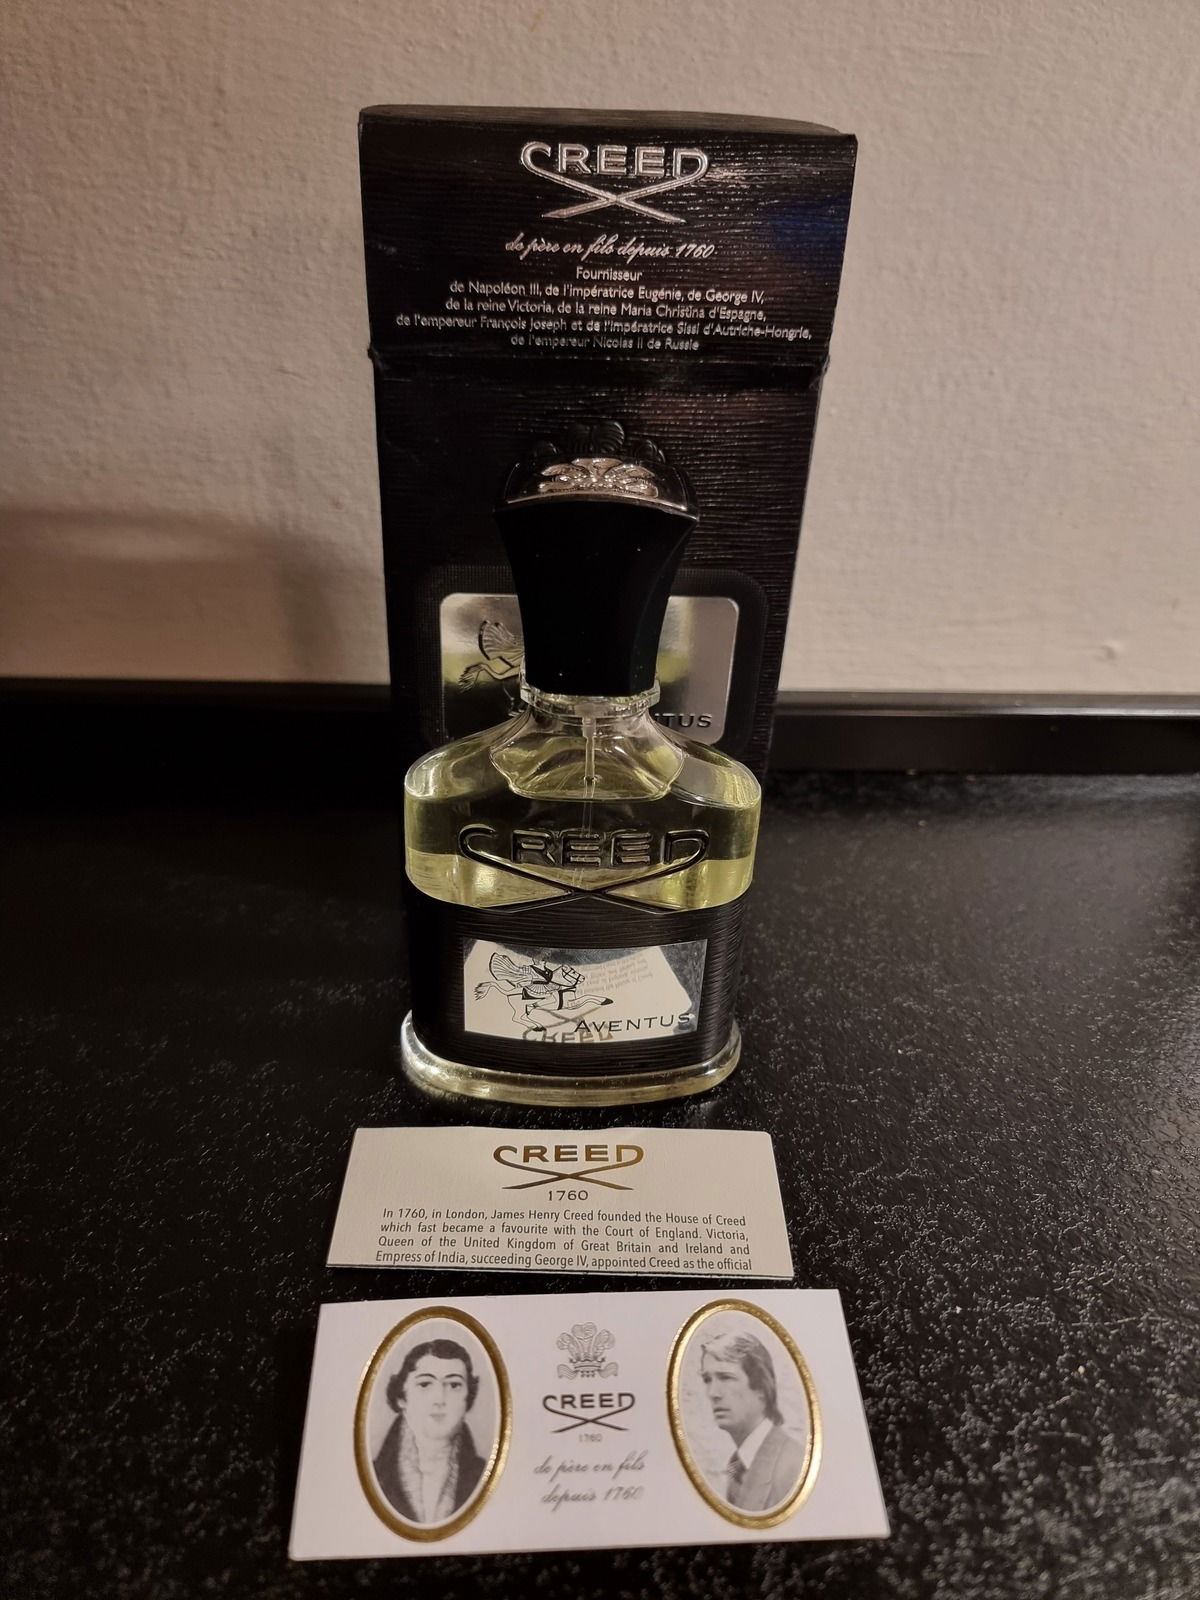 CREED
de père en fils depuis 1760
Fournisseur
de Napoléon III, de l'impératrice Eugénie, de George IV,
de la reine Victoria, de la reine Maria Christina d'Espagne,
de l'empereur François Joseph et de l'impératrice Sissi d'Autriche-Hongrie,
de l'empereur Nicolas II de Russie
TUS
CREED
AVENTUS
CREED
CREED
1760
In 1760, in London, James Henry Creed founded the House of Creed
which fast became a favourite with the Court of England. Victoria,
Queen of the United Kingdom of Great Britain and Ireland and
Empress of India, succeeding George IV, appointed Creed as the official
CREED
1760
de père en fils
depuis 1760